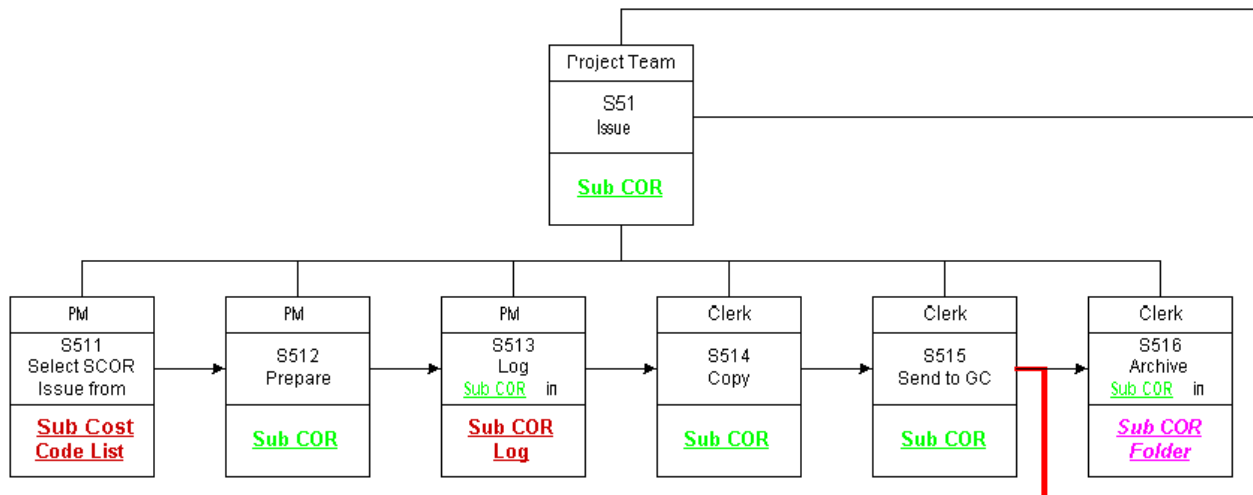 Project Team
S51
Issue
Sub COR
PM
S511
Select SCOR
Issue from
Sub Cost
Code List
PM
S512
Prepare
Sub COR
PM
S513
Log
Sub COR in
Sub COR
Log
Clerk
S514
Copy
Sub COR
Clerk
S515
Send to GC
Sub COR
Clerk
S516
Archive
Sub COR in
Sub COR
Folder